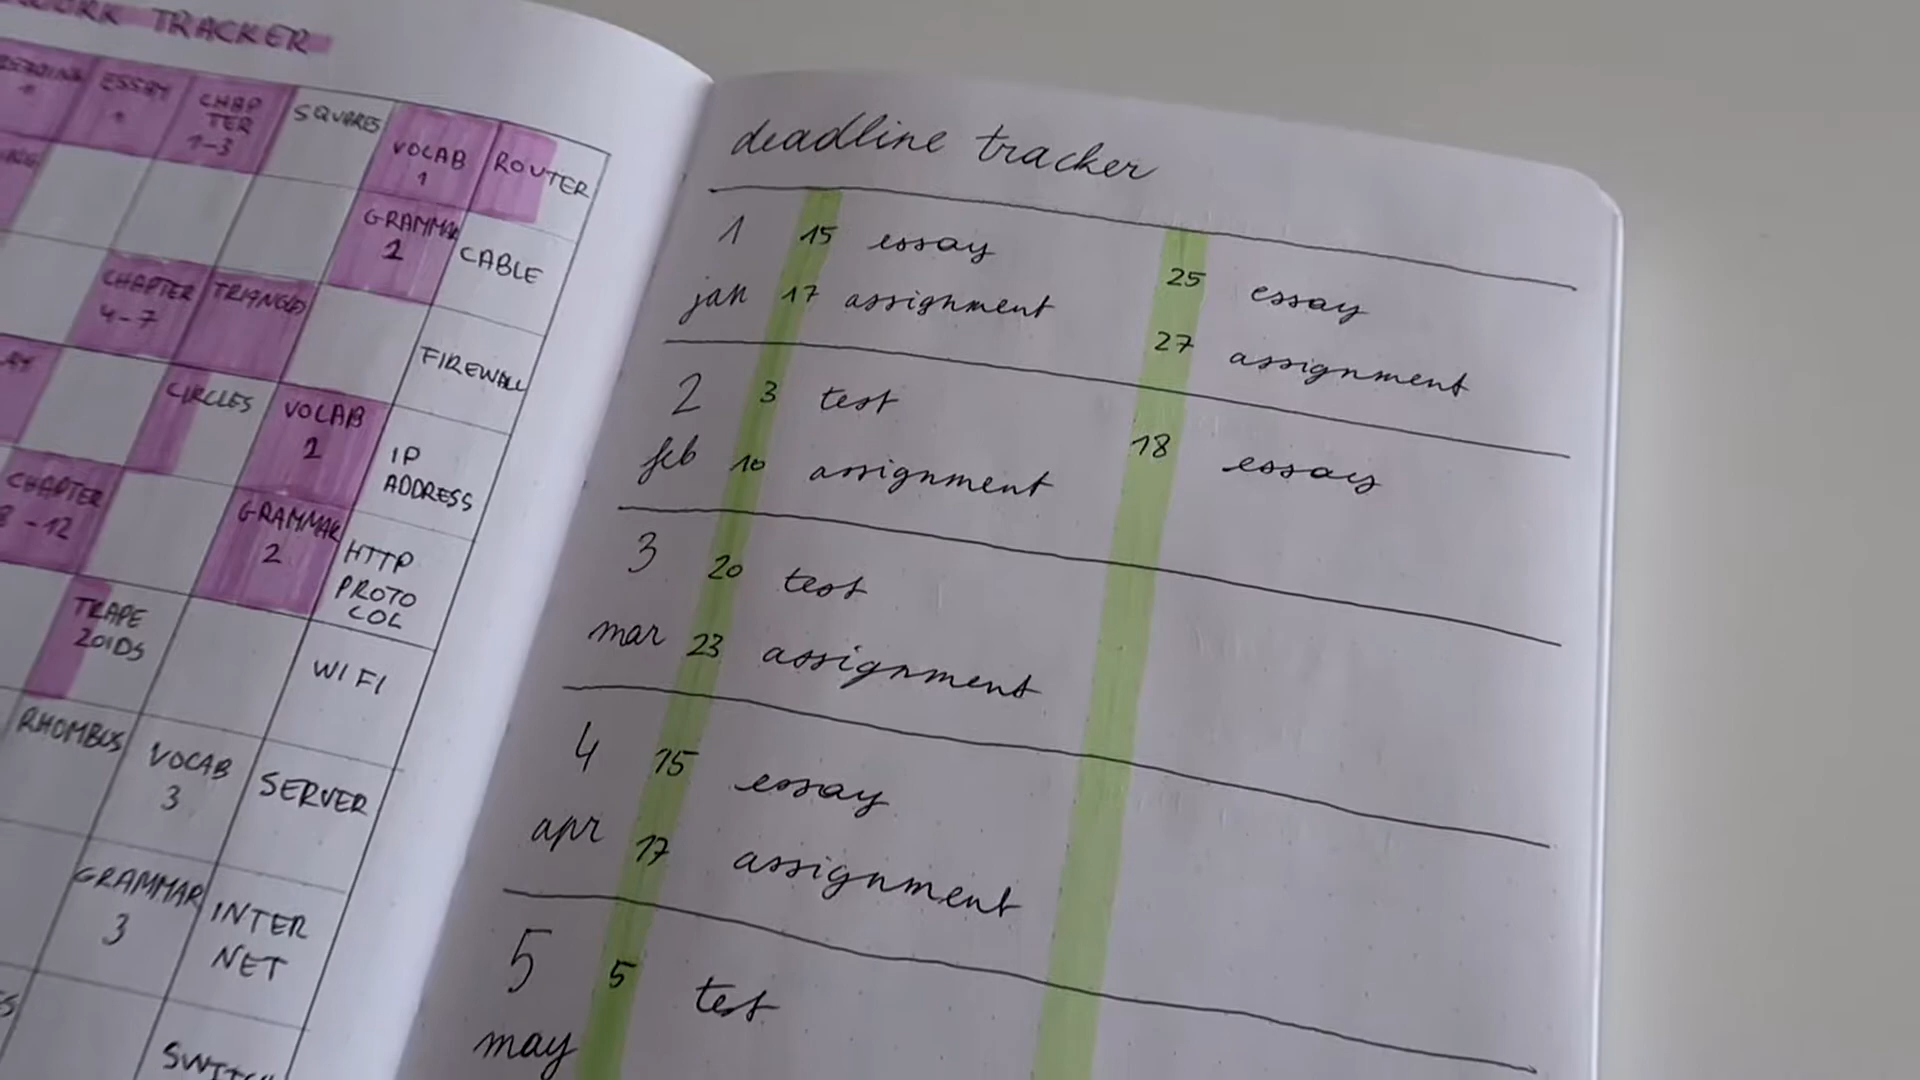 TRACKER
ESSAY
1
CHAP
TER
1-3
SQUARES
VOCAB
1
ROUTER
GRAMMAR
1
CABLE
CHAPTER
4-7
TRIANGLES
FIREWALL
CIRCLES
VOCAB
2
IP
ADDRESS
CHAPTER
8-12
GRAMMAR
2
HTTP
PROTO
COL
TRAPE
ZOIDS
WIFI
RHOMBUS
VOCAB
3
SERVER
GRAMMAR
3
INTER
NET
deadline tracker
1 15 essay 25 essay
jan 17 assignment 27 assignment
2 3 test 18 essay
feb 10 assignment
3 20 test
mar 23 assignment
4 15 essay
apr 17 assignment
5 5 test
may